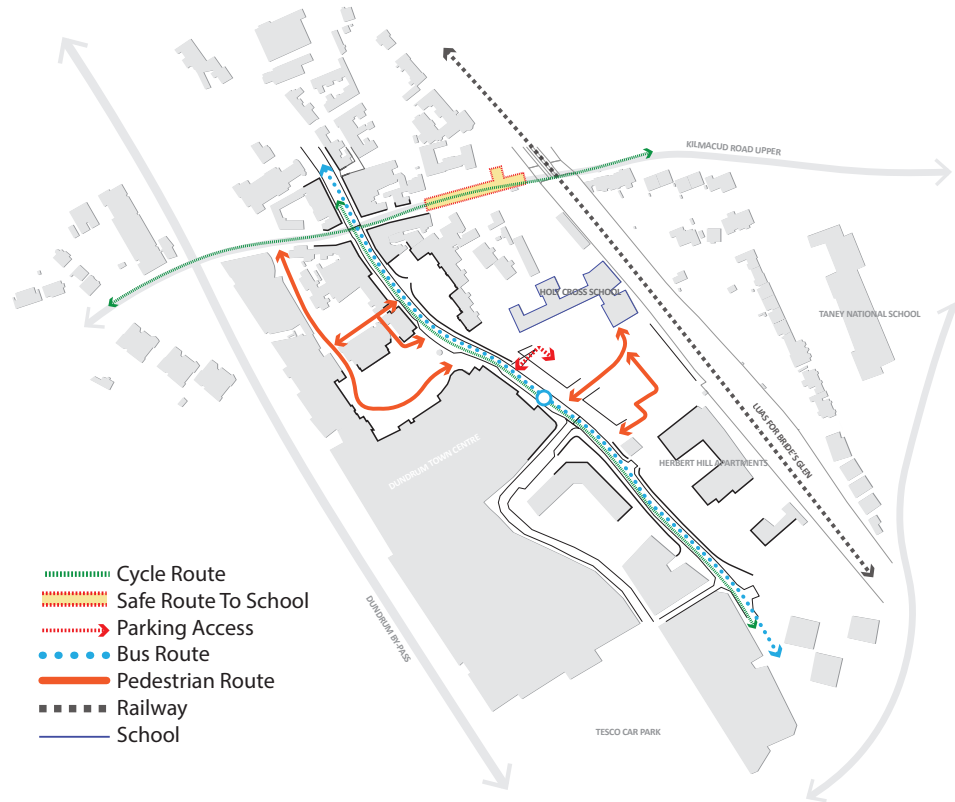 KILMACUD ROAD UPPER
HOLY CROSS SCHOOL
TANEY NATIONAL SCHOOL
LUAS FOR BRIDE'S GLEN
DUNDRUM TOWN CENTRE
HERBERT HILL APARTMENTS
DUNDRUM BY-PASS
TESCO CAR PARK
Cycle Route
Safe Route To School
Parking Access
Bus Route
Pedestrian Route
Railway
School